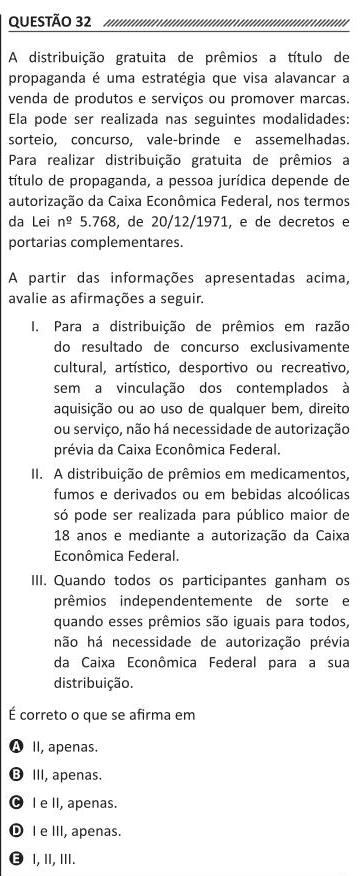 QUESTÃO 32
A distribuição gratuita de prêmios a título de
propaganda é uma estratégia que visa alavancar a
venda de produtos e serviços ou promover marcas.
Ela pode ser realizada nas seguintes modalidades:
sorteio, concurso, vale-brinde e assemelhadas.
Para realizar distribuição gratuita de prêmios a
título de propaganda, a pessoa jurídica depende de
autorização da Caixa Econômica Federal, nos termos
da Lei nº 5.768, de 20/12/1971, e de decretos e
portarias complementares.
A partir das informações apresentadas acima,
avalie as afirmações a seguir.
I. Para a distribuição de prêmios em razão
do resultado de concurso exclusivamente
cultural, artístico, desportivo ou recreativo,
sem a vinculação dos contemplados à
aquisição ou ao uso de qualquer bem, direito
ou serviço, não há necessidade de autorização
prévia da Caixa Econômica Federal.
II. A distribuição de prêmios em medicamentos,
fumos e derivados ou em bebidas alcoólicas
só pode ser realizada para público maior de
18 anos e mediante a autorização da Caixa
Econômica Federal.
III. Quando todos os participantes ganham os
prêmios independentemente de sorte e
quando esses prêmios são iguais para todos,
não há necessidade de autorização prévia
da Caixa Econômica Federal para a sua
distribuição.
É correto o que se afirma em
A II, apenas.
B III, apenas.
C I e II, apenas.
D I e III, apenas.
E I, II, III.